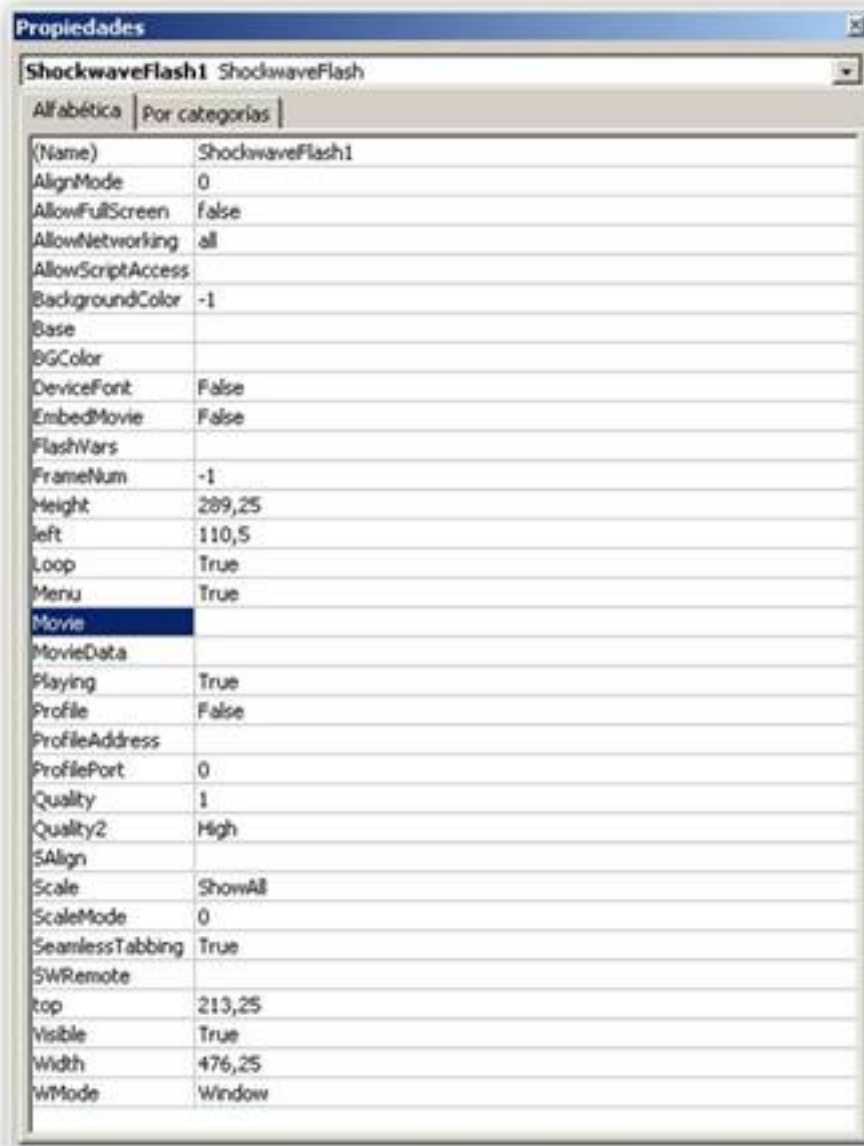 Propiedades
ShockwaveFlash1 ShockwaveFlash
Alfabética Por categorías
(Name) ShockwaveFlash1
AlignMode 0
AllowFullScreen false
AllowNetworking all
AllowScriptAccess
BackgroundColor -1
Base
BGColor
DeviceFont False
EmbedMovie False
FlashVars
FrameNum -1
Height 289,25
left 110,5
Loop True
Menu True
Movie
MovieData
Playing True
Profile False
ProfileAddress
ProfilePort 0
Quality 1
Quality2 High
SAlign
Scale ShowAll
ScaleMode 0
SeamlessTabbing True
SWRemote
top 213,25
Visible True
Width 476,25
WMode Window